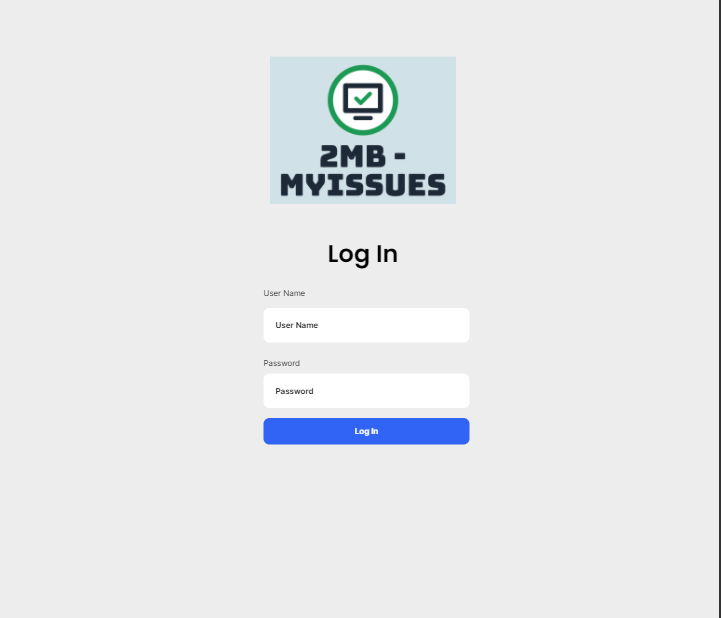 2MB -
MYISSUES
Log In
User Name
User Name
Password
Password
Log In